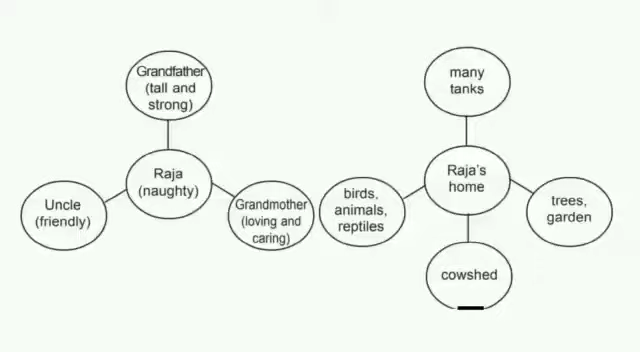 Grandfather
(tall and
strong)
Raja
(naughty)
Uncle
(friendly)
Grandmother
(loving and
caring)
many
tanks
Raja's
home
birds,
animals,
reptiles
trees,
garden
cowshed